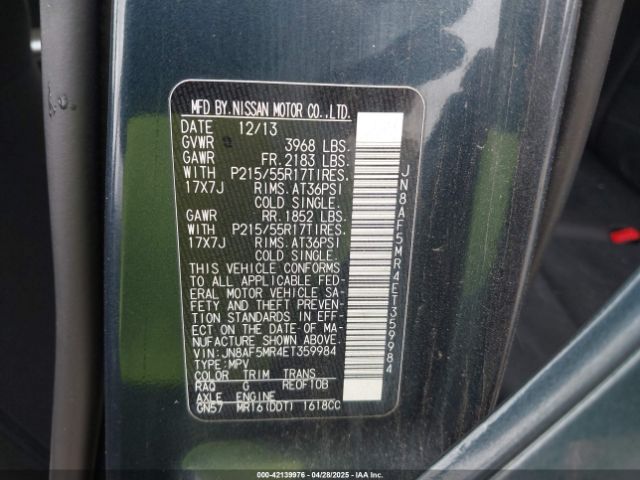 MFD BY.NISSAN MOTOR CO.,LTD.
DATE 12/13
GVWR 3968 LBS.
GAWR FR.2183 LBS.
WITH P215/55R17TIRES.
17X7J RIMS.AT36PSI
COLD SINGLE.
GAWR RR.1852 LBS.
WITH P215/55R17TIRES.
17X7J RIMS.AT36PSI
COLD SINGLE.
THIS VEHICLE CONFORMS
TO ALL APPLICABLE FED-
ERAL MOTOR VEHICLE SA-
FETY AND THEFT PREVEN-
TION STANDARDS IN EFF-
ECT ON THE DATE OF MA-
NUFACTURE SHOWN ABOVE.
VIN:JN8AF5MR4ET359984
TYPE:MPV
COLOR TRIM TRANS
RAQ G RE0F10B
AXLE ENGINE
GN57 MR16(DDT) 1618CC
JN8AF5MR4ET359984
000-42139976 - 04/28/2025 - IAAI.COM